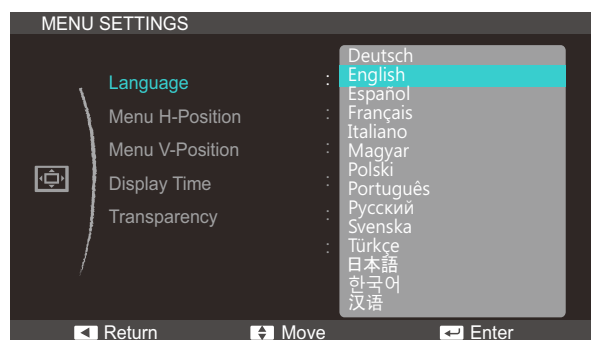 MENU SETTINGS
Language :
Menu H-Position :
Menu V-Position :
Display Time :
Transparency :
:
Deutsch
English
Español
Français
Italiano
Magyar
Polski
Português
Русский
Svenska
Türkçe
日本語
한국어
汉语
Return Move Enter